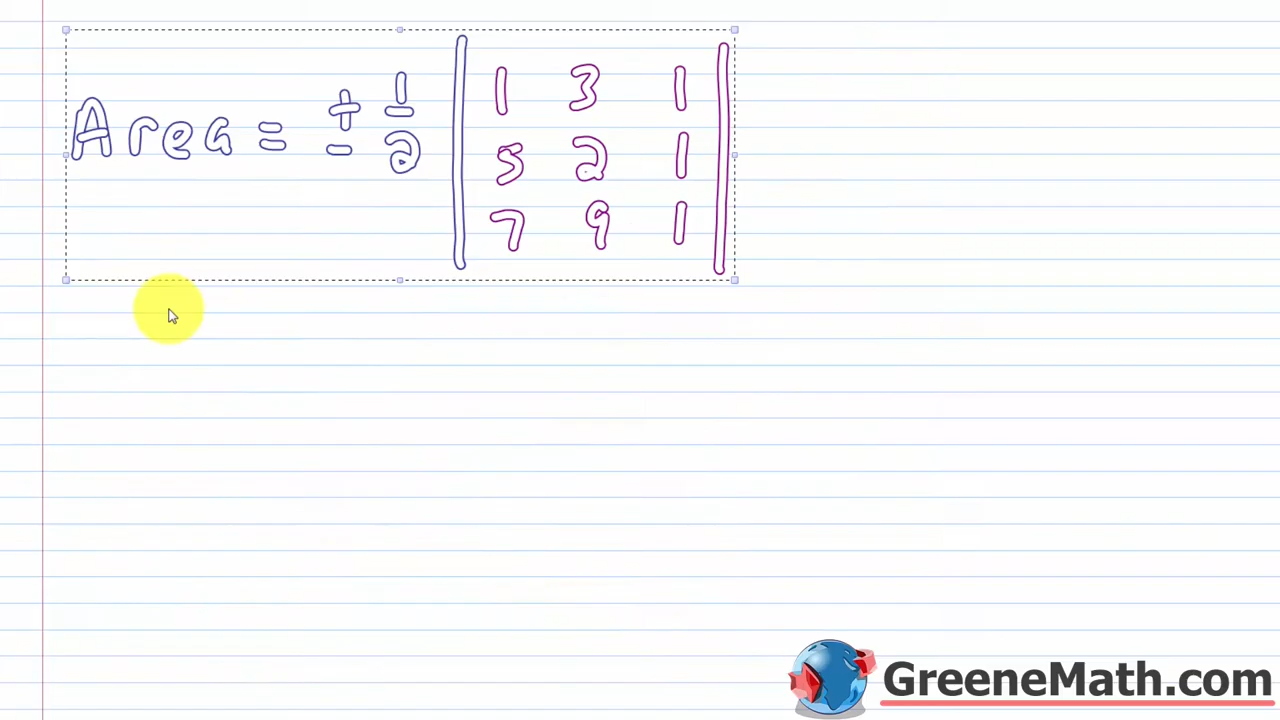 Area = ± 1/2 | 1 3 1 |
| 5 2 1 |
| 7 9 1 |
GreeneMath.com